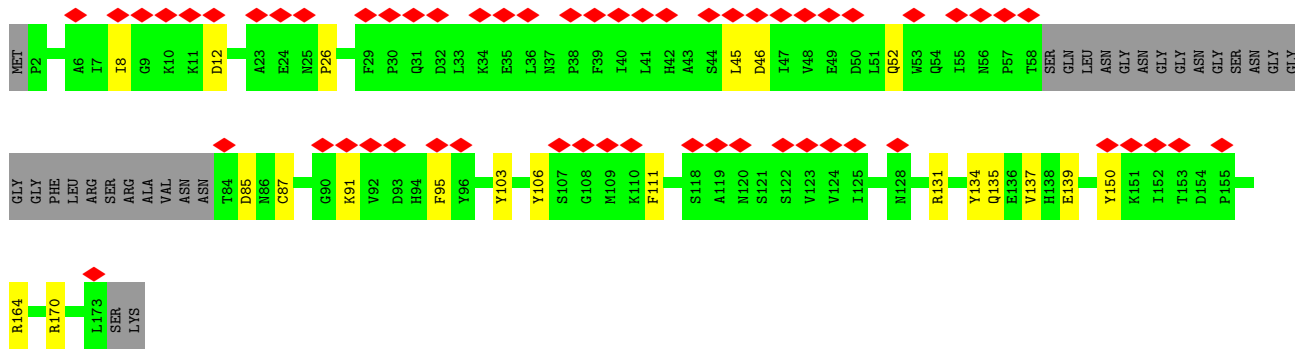 MET P2 A6 I7 I8 G9 K10 K11 D12 A23 E24 N25 P26 F29 P30 Q31 D32 L33 K34 E35 L36 N37 P38 F39 I40 L41 H42 A43 S44 L45 D46 I47 V48 E49 D50 L51 Q52 W53 Q54 I55 N56 P57 T58 SER GLN LEU ASN GLY ASN GLY GLY ASN GLY SER ASN GLY GLY
GLY GLY PHE LEU ARG SER ARG ALA VAL ASN ASN T84 D85 N86 C87 G90 K91 V92 D93 H94 F95 Y96 Y103 Y106 S107 G108 M109 K110 F111 S118 A119 N120 S121 S122 V123 V124 I125 N128 R131 Y134 Q135 E136 V137 H138 E139 Y150 K151 I152 T153 D154 P155
R164 R170 L173 SER LYS